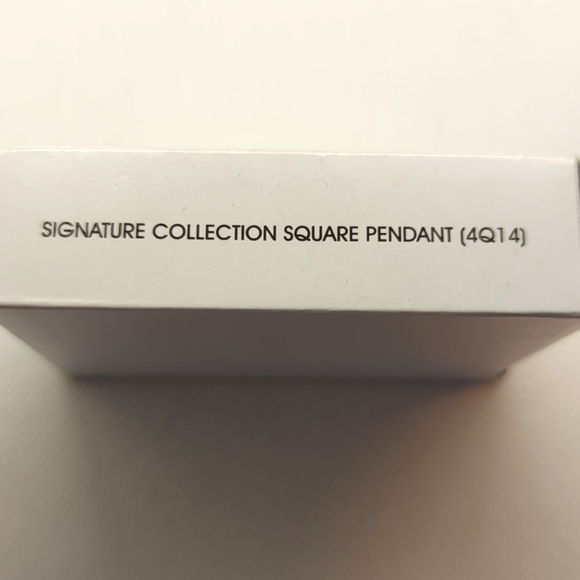 SIGNATURE COLLECTION SQUARE PENDANT (4Q14)